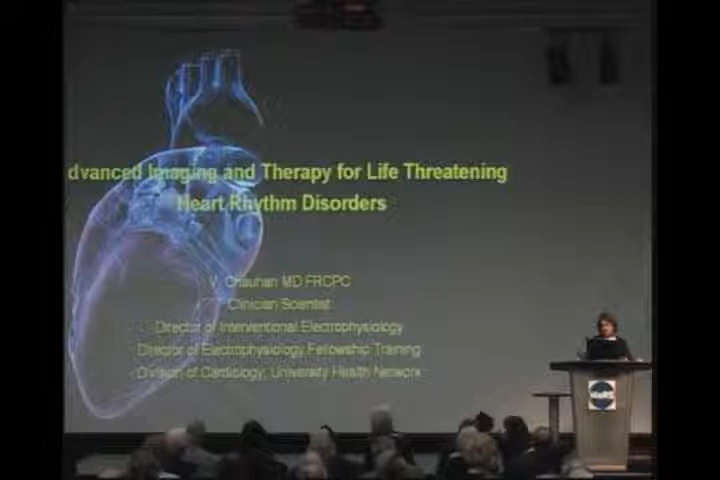 dvanced Imaging and Therapy for Life Threatening
Heart Rhythm Disorders
V. Chauhan MD FRCPC
Clinician Scientist
Director of Interventional Electrophysiology
Director of Electrophysiology Fellowship Training
Division of Cardiology, University Health Network